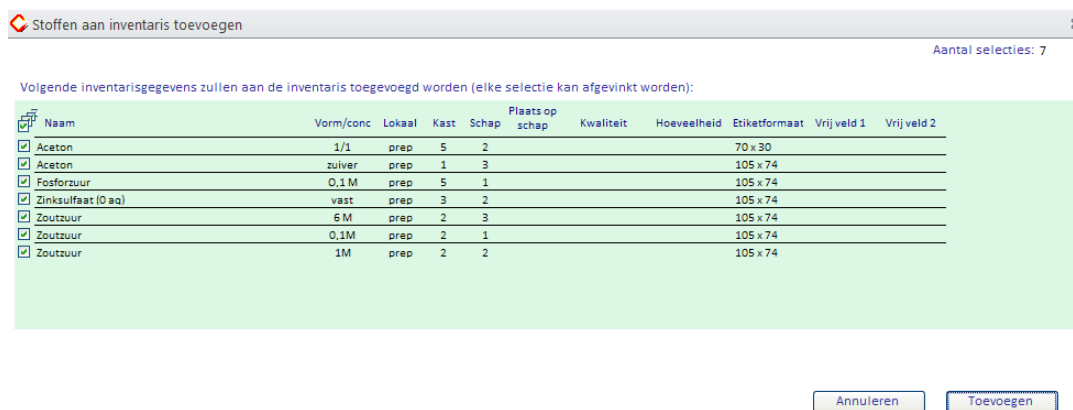 Stoffen aan inventaris toevoegen
Aantal selecties: 7
Volgende inventarisgegevens zullen aan de inventaris toegevoegd worden (elke selectie kan afgevinkt worden):
Naam Vorm/conc Lokaal Kast Schap Plaats op schap Kwaliteit Hoeveelheid Etiketformaat Vrij veld 1 Vrij veld 2
Aceton 1/1 prep 5 2 70 x 30
Aceton zuiver prep 1 3 105 x 74
Fosforzuur 0,1 M prep 5 1 105 x 74
Zinksulfaat (0 aq) vast prep 3 2 105 x 74
Zoutzuur 6 M prep 2 3 105 x 74
Zoutzuur 0,1M prep 2 1 105 x 74
Zoutzuur 1M prep 2 2 105 x 74
Annuleren Toevoegen